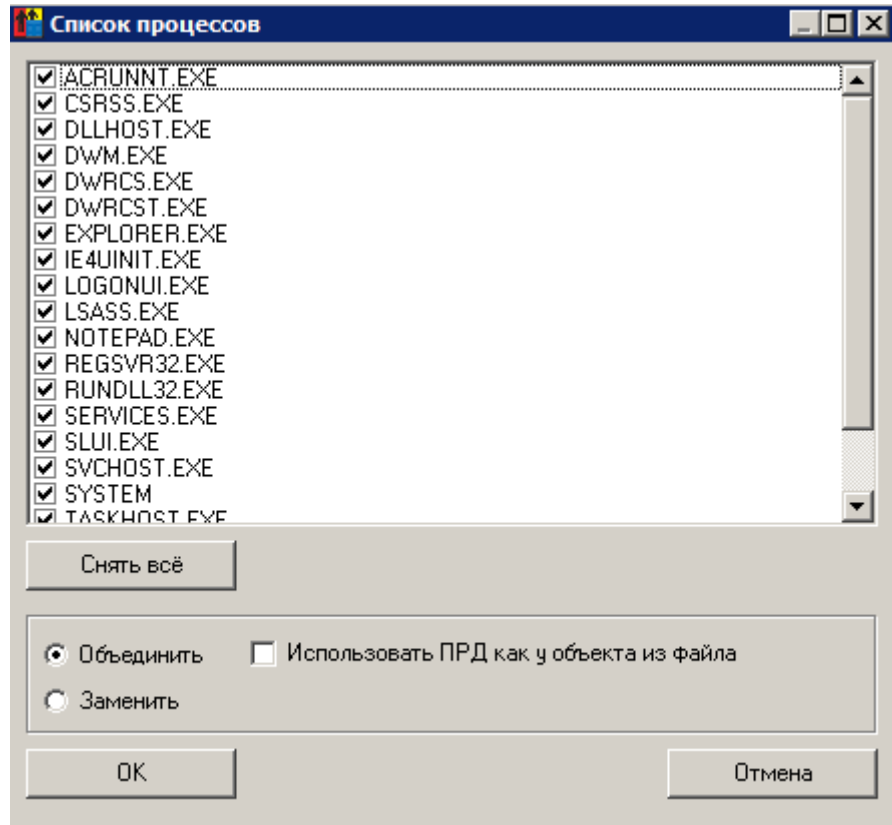 Список процессов
ACRUNNT.EXE
CSRSS.EXE
DLLHOST.EXE
DWM.EXE
DWRCS.EXE
DWRCST.EXE
EXPLORER.EXE
IE4UINIT.EXE
LOGONUI.EXE
LSASS.EXE
NOTEPAD.EXE
REGSVR32.EXE
RUNDLL32.EXE
SERVICES.EXE
SLUI.EXE
SVCHOST.EXE
SYSTEM
TASKHOST.EXE
Снять всё
Объединить Использовать ПРД как у объекта из файла
Заменить
OK Отмена